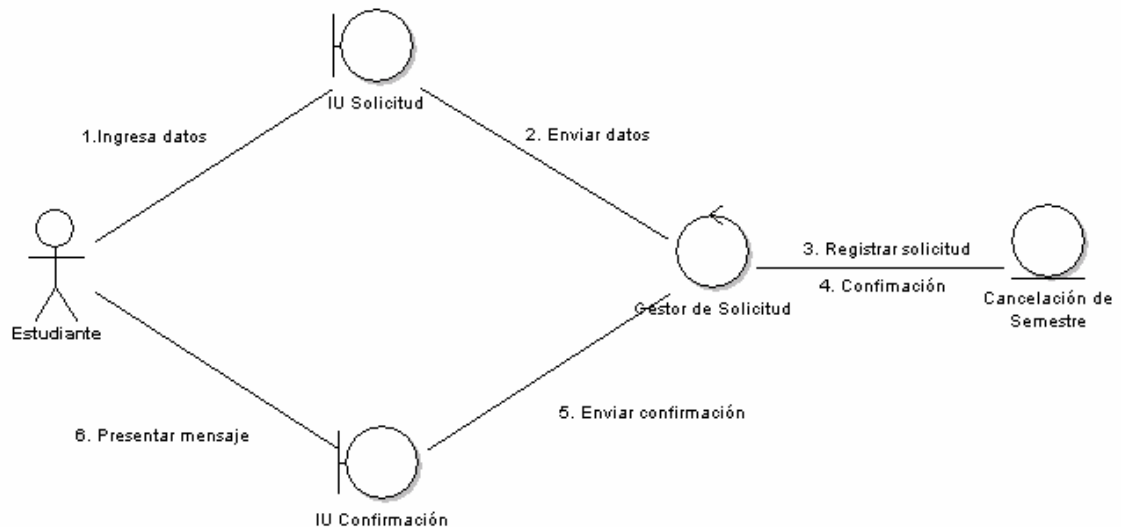 IU Solicitud
1.Ingresa datos
2. Enviar datos
3. Registrar solicitud
4. Confimación
Gestor de Solicitud
Cancelación de
Semestre
Estudiante
5. Enviar confirmación
6. Presentar mensaje
IU Confirmación